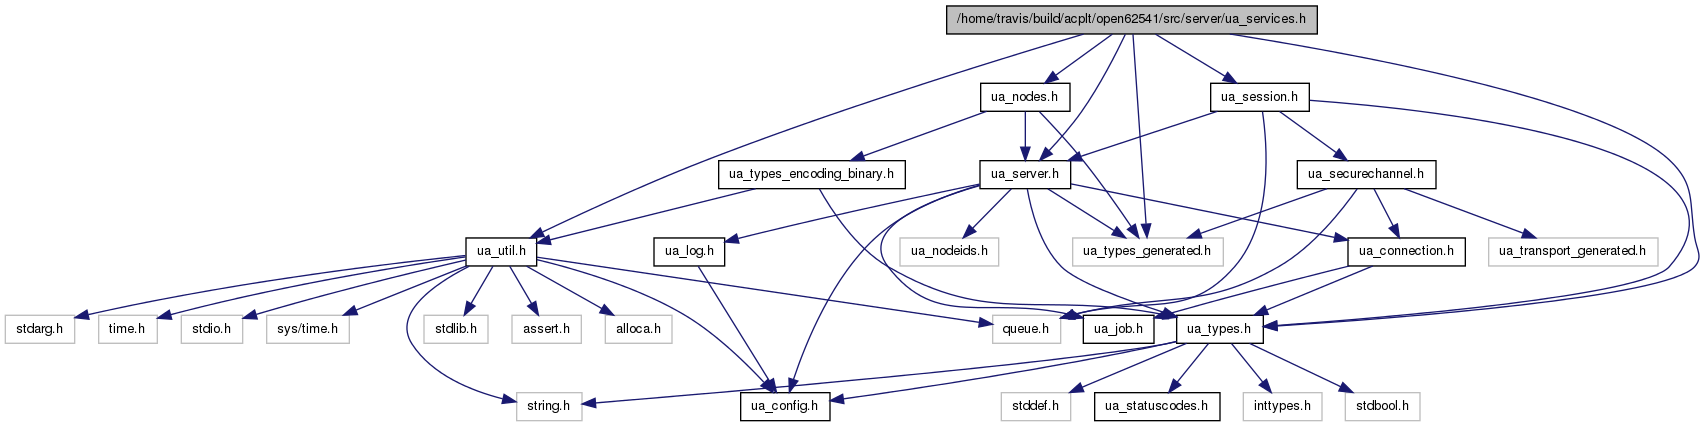 /home/travis/build/acplt/open62541/src/server/ua_services.h
ua_nodes.h
ua_session.h
ua_types_encoding_binary.h
ua_server.h
ua_securechannel.h
ua_util.h
ua_log.h
ua_nodeids.h
ua_types_generated.h
ua_connection.h
ua_transport_generated.h
stdarg.h
time.h
stdio.h
sys/time.h
stdlib.h
assert.h
alloca.h
queue.h
ua_job.h
ua_types.h
string.h
ua_config.h
stddef.h
ua_statuscodes.h
inttypes.h
stdbool.h